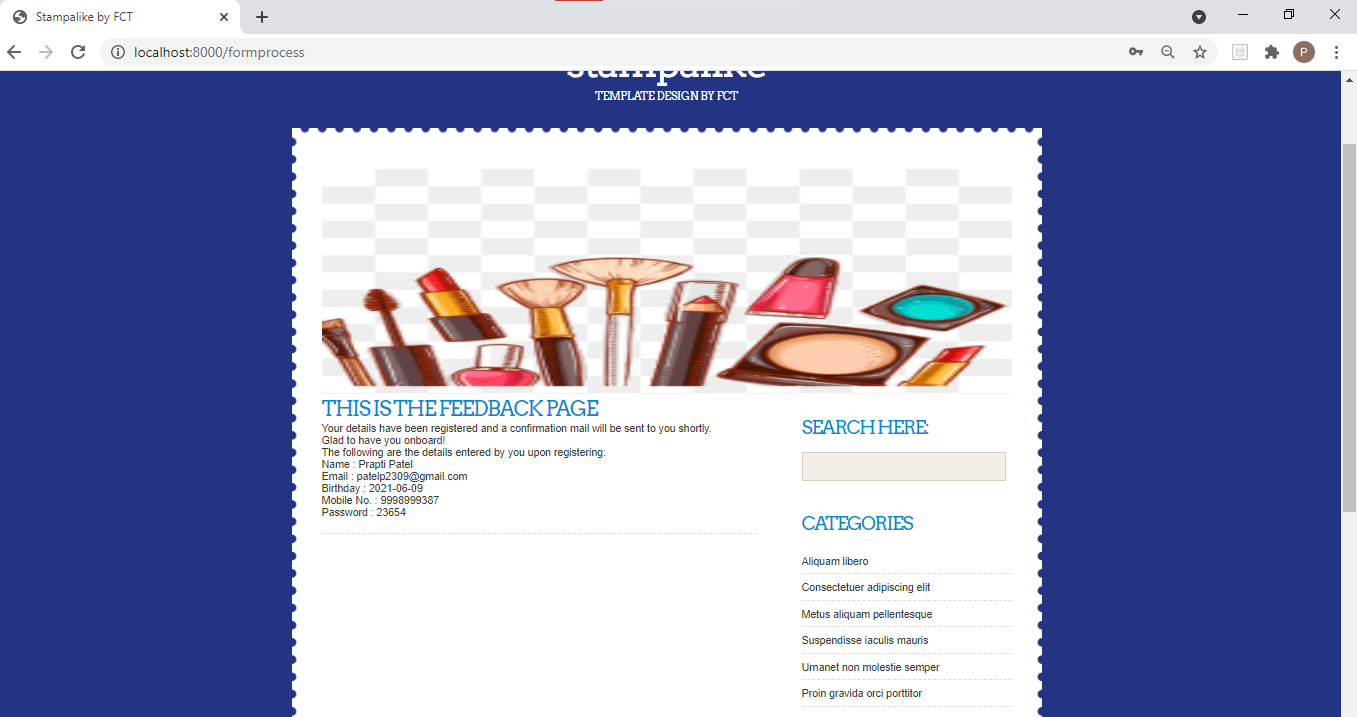 Stampalike by FCT
localhost:8000/formprocess
P
stampalike
TEMPLATE DESIGN BY FCT
THIS IS THE FEEDBACK PAGE
Your details have been registered and a confirmation mail will be sent to you shortly.
Glad to have you onboard!
The following are the details entered by you upon registering:
Name : Prapti Patel
Email : patelp2309@gmail.com
Birthday : 2021-06-09
Mobile No. : 9998999387
Password : 23654
SEARCH HERE:
CATEGORIES
Aliquam libero
Consectetuer adipiscing elit
Metus aliquam pellentesque
Suspendisse iaculis mauris
Urnanet non molestie semper
Proin gravida orci porttitor